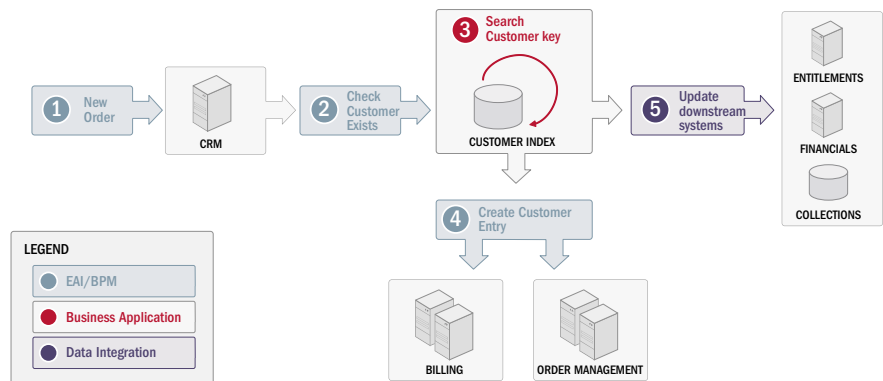 3
Search
Customer key
1
New
Order
CRM
2
Check
Customer
Exists
CUSTOMER INDEX
5
Update
downstream
systems
ENTITLEMENTS
FINANCIALS
COLLECTIONS
4
Create Customer
Entry
BILLING
ORDER MANAGEMENT
LEGEND
EAI/BPM
Business Application
Data Integration